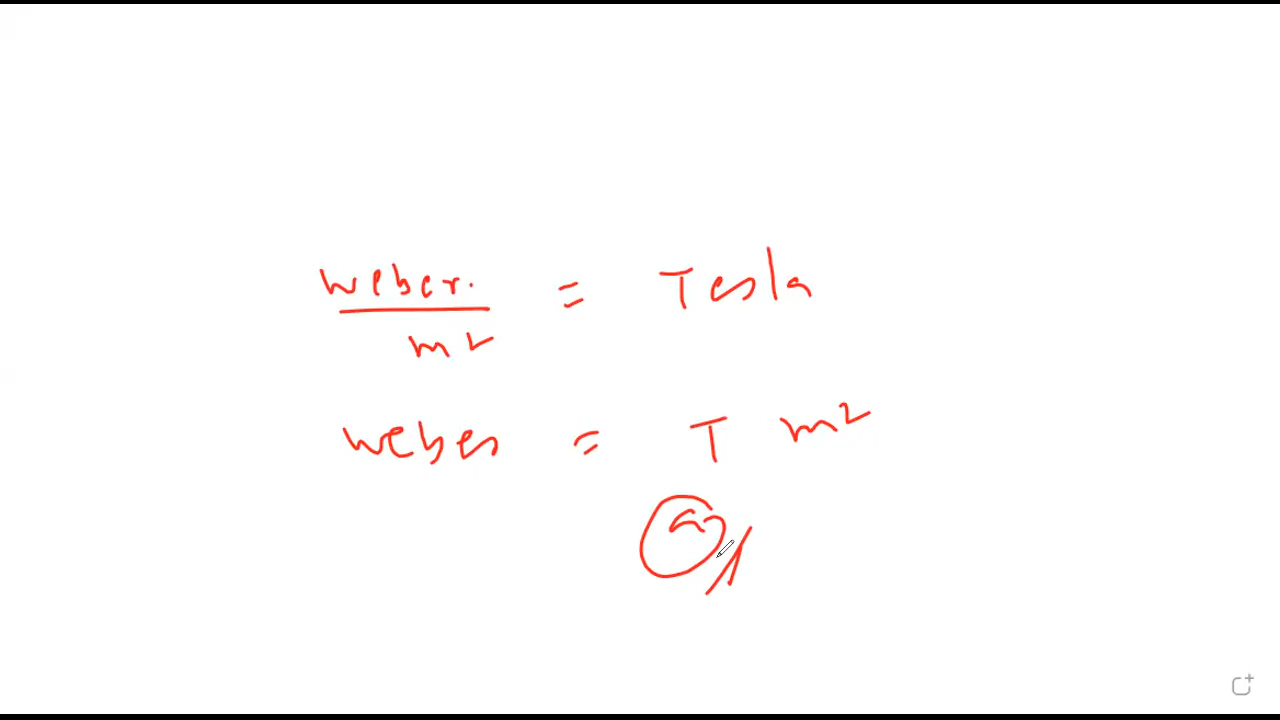 weber.
m2
= Tesla
weber = T m2